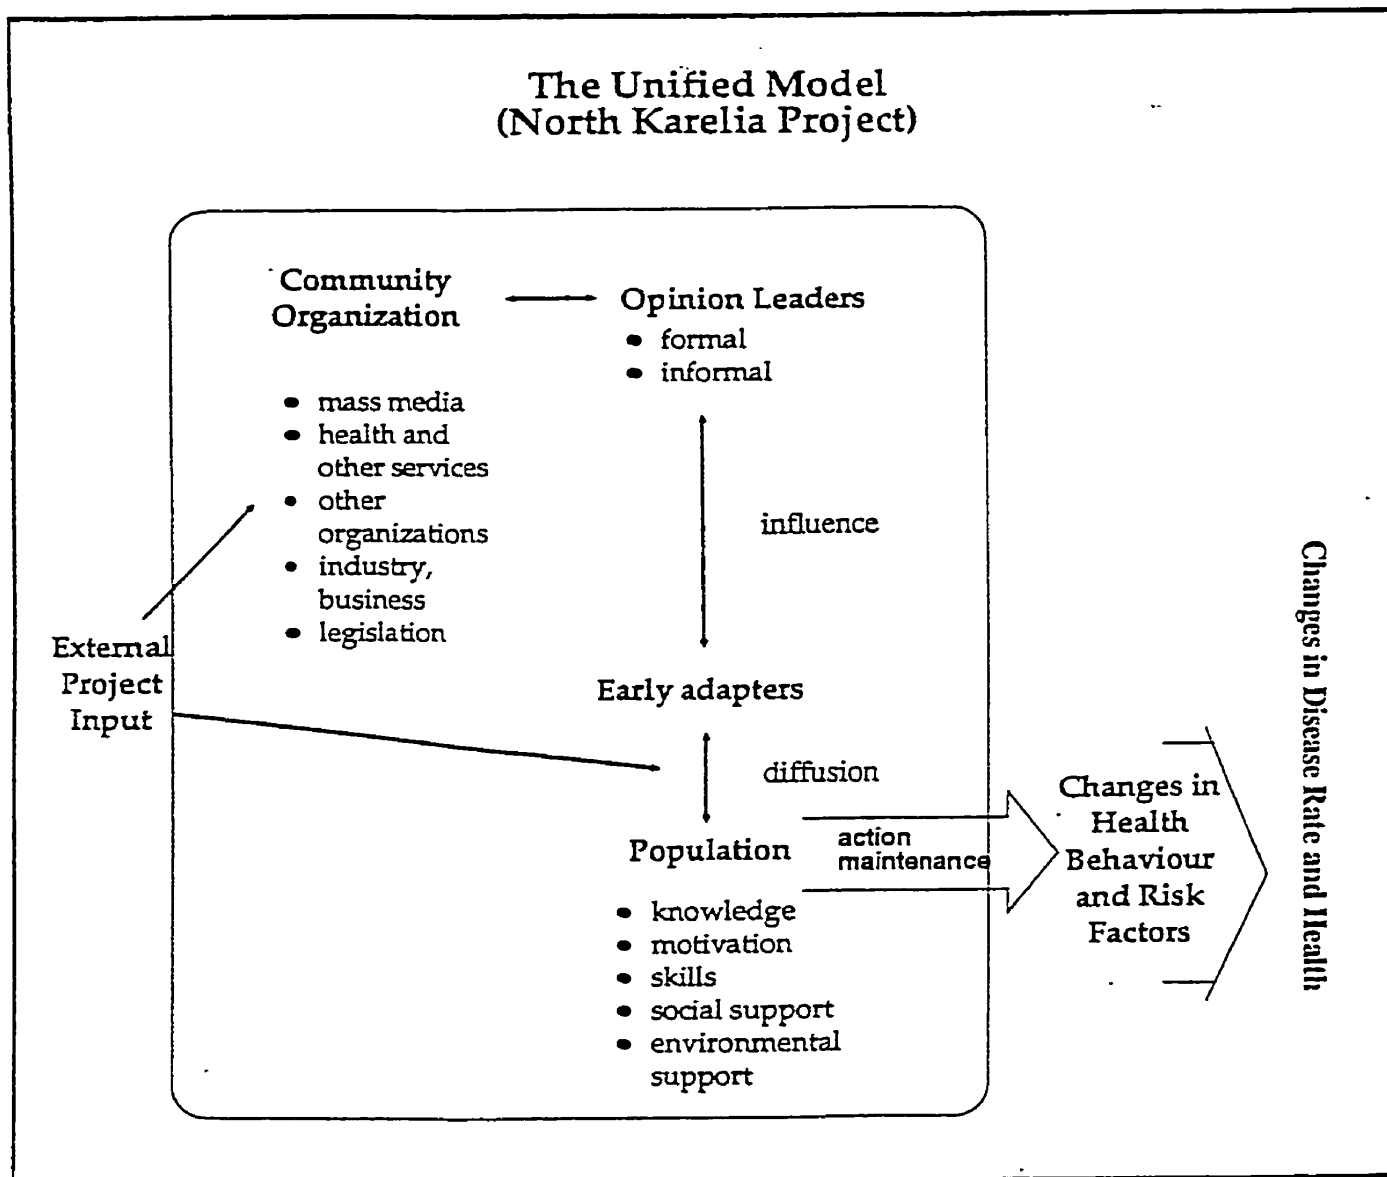 The Unified Model
(North Karelia Project)
Community
Organization
• mass media
• health and
other services
• other
organizations
• industry,
business
• legislation
Opinion Leaders
• formal
• informal
influence
External
Project
Input
Early adapters
diffusion
Population
• knowledge
• motivation
• skills
• social support
• environmental
support
action
maintenance
Changes in
Health
Behaviour
and Risk
Factors
Changes in Disease Rate and Health